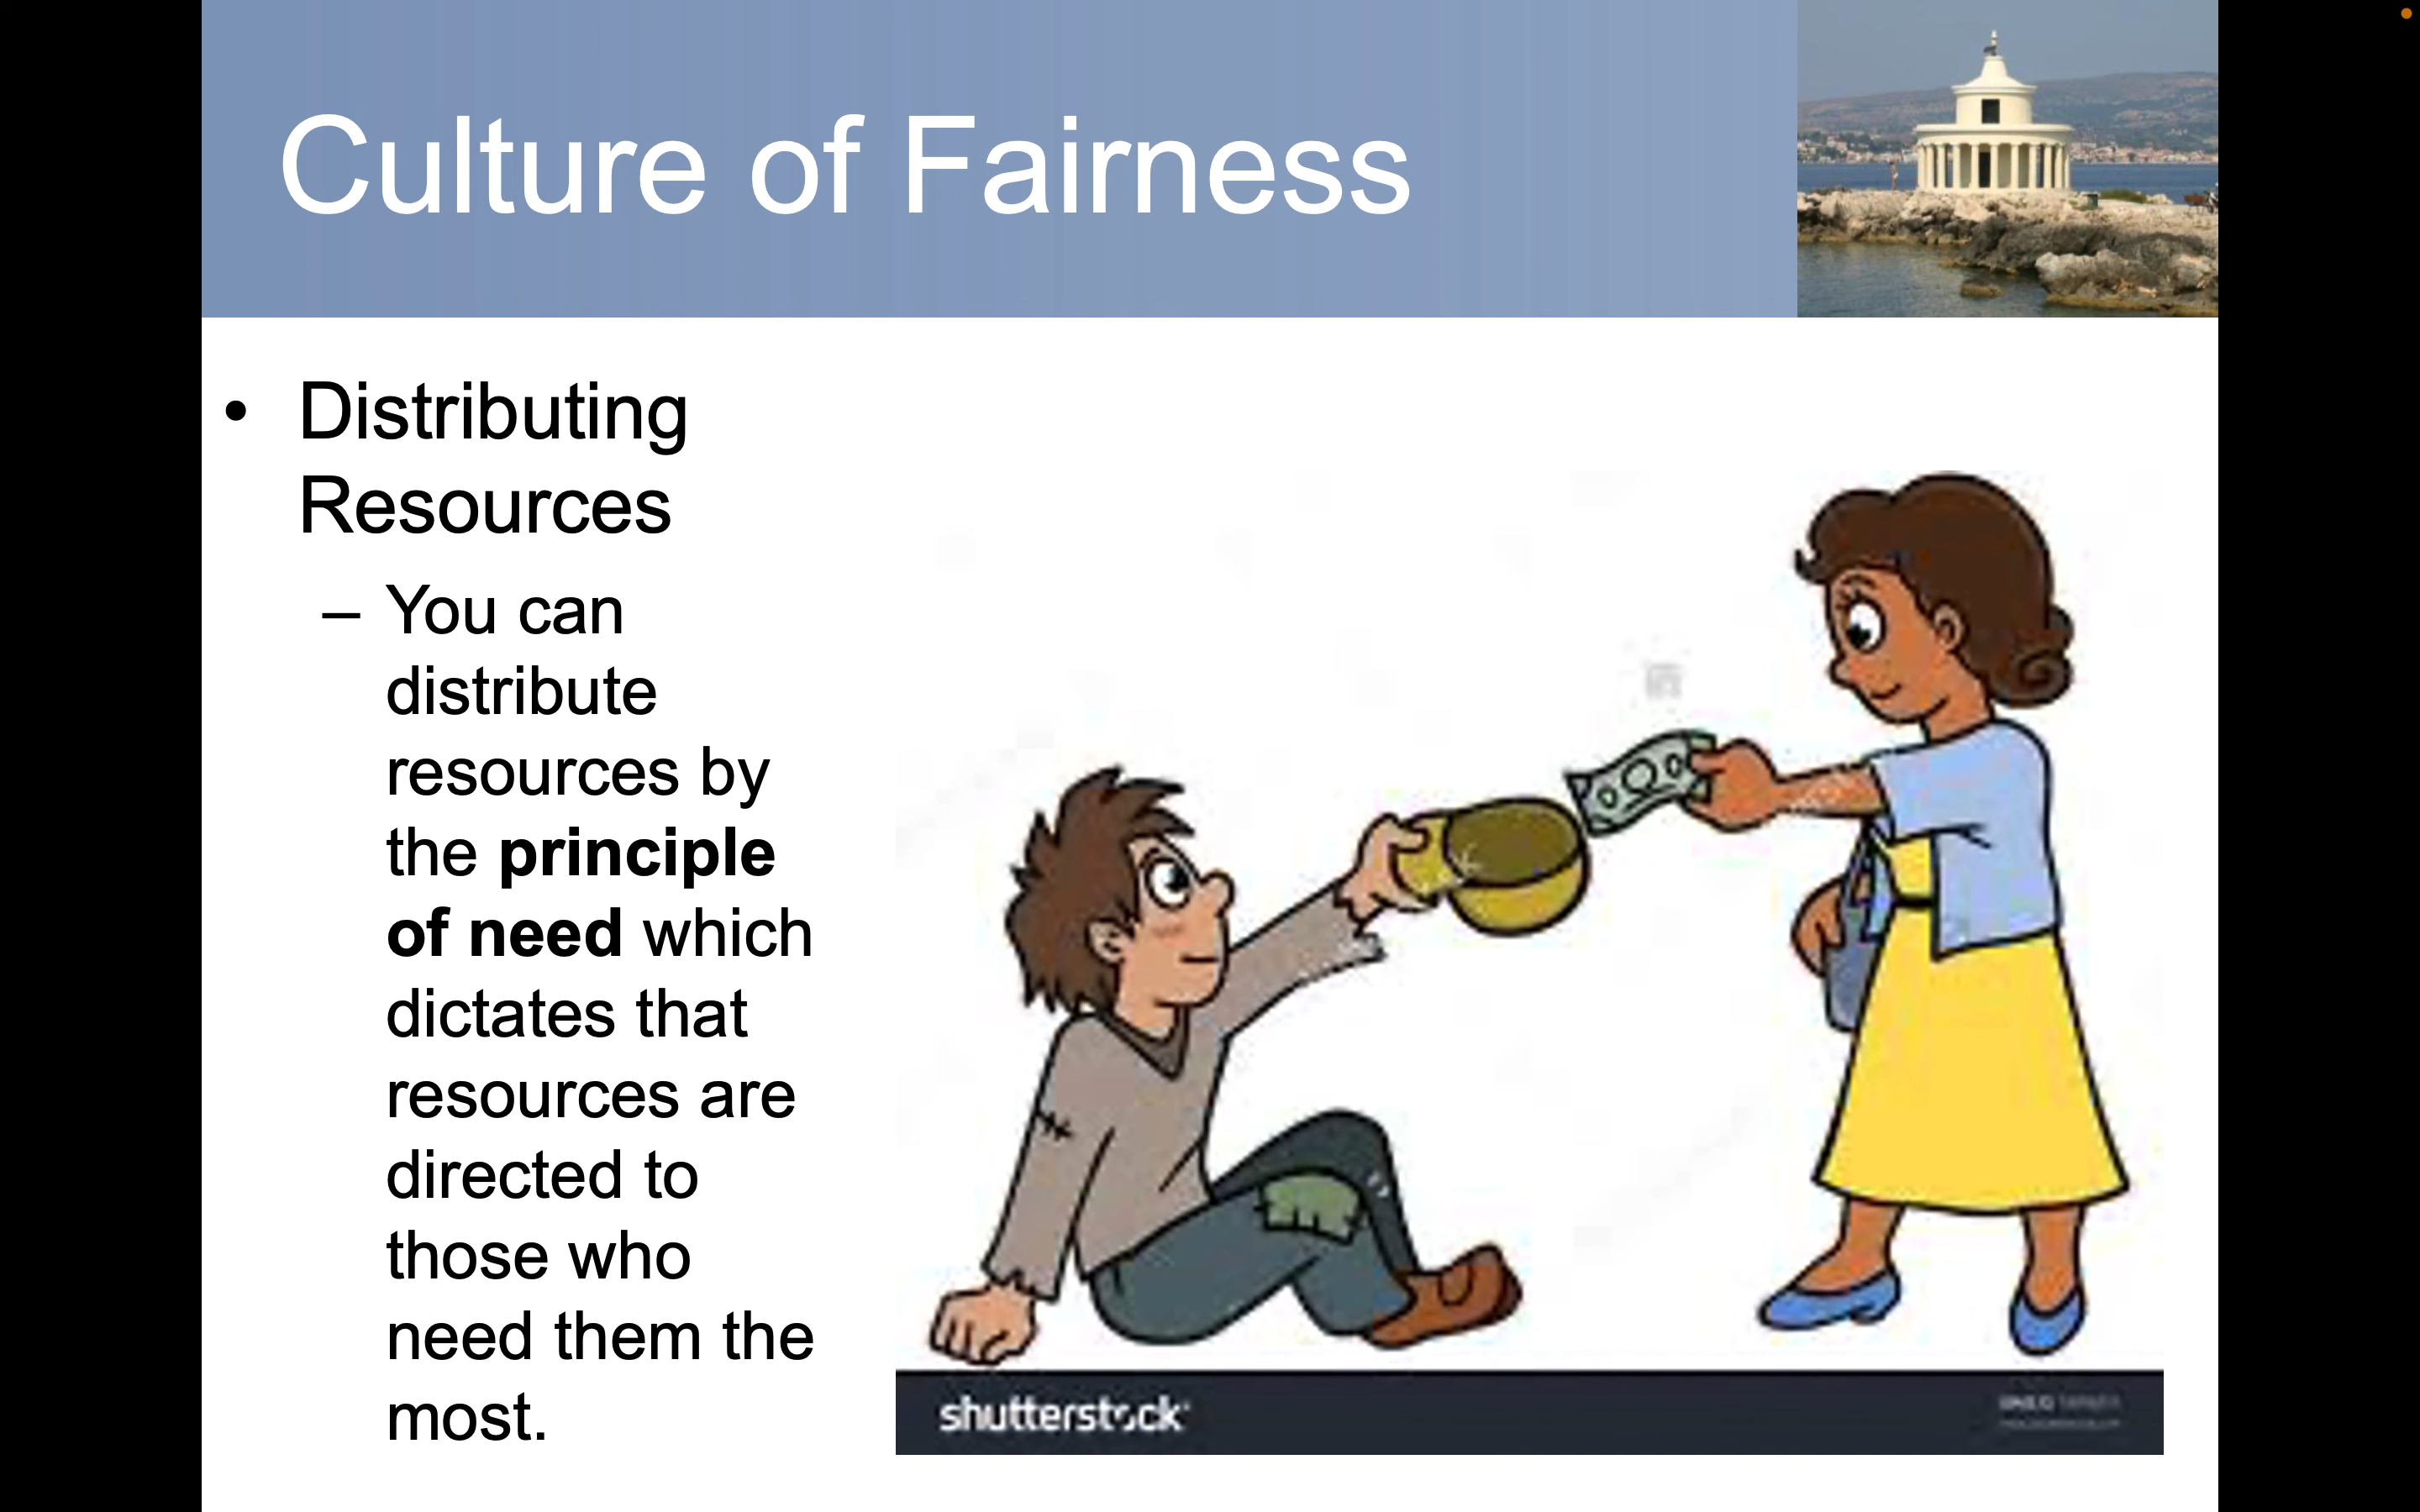 Culture of Fairness
• Distributing
Resources
– You can
distribute
resources by
the principle
of need which
dictates that
resources are
directed to
those who
need them the
most.
shutterstock